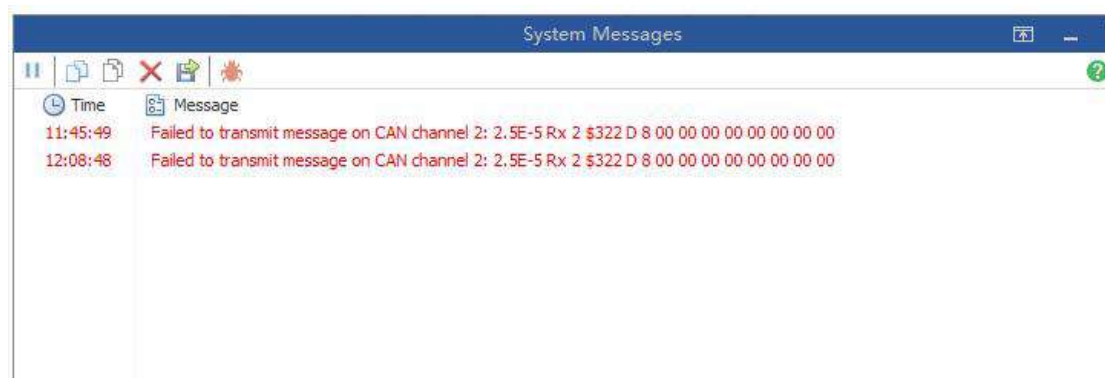 System Messages
Time Message
11:45:49 Failed to transmit message on CAN channel 2: 2.5E-5 Rx 2 $322 D 8 00 00 00 00 00 00 00 00
12:08:48 Failed to transmit message on CAN channel 2: 2.5E-5 Rx 2 $322 D 8 00 00 00 00 00 00 00 00